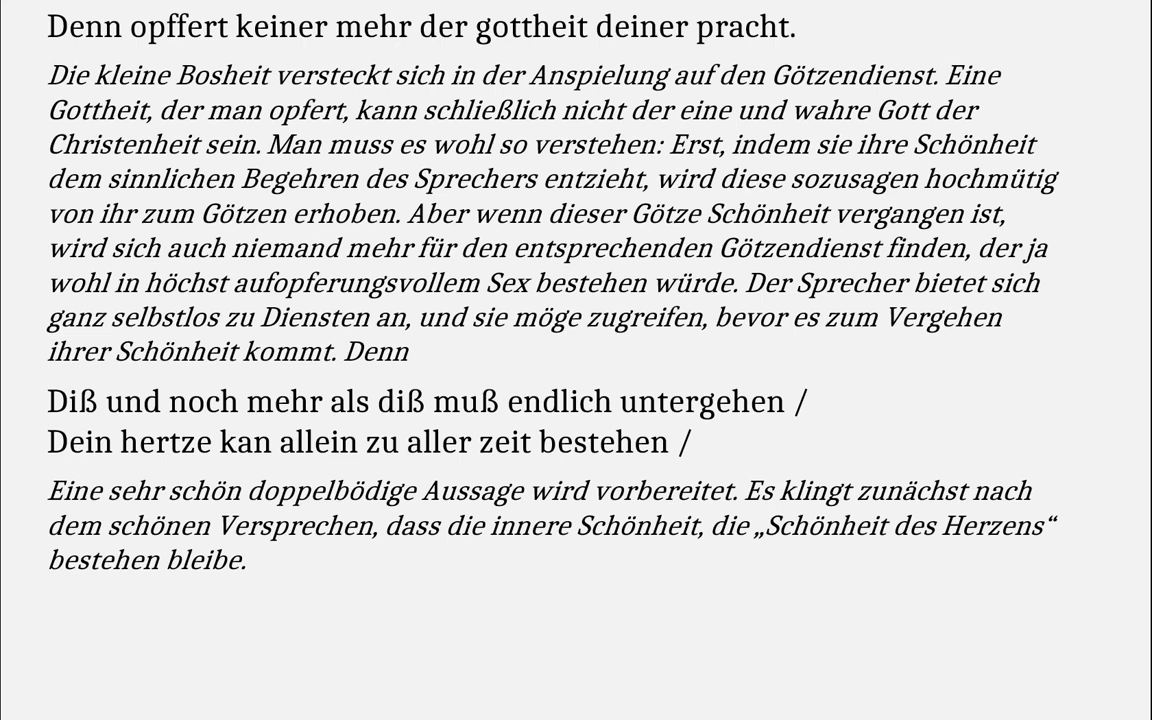 Denn opffert keiner mehr der gottheit deiner pracht.
Die kleine Bosheit versteckt sich in der Anspielung auf den Götzendienst. Eine
Gottheit, der man opfert, kann schließlich nicht der eine und wahre Gott der
Christenheit sein. Man muss es wohl so verstehen: Erst, indem sie ihre Schönheit
dem sinnlichen Begehren des Sprechers entzieht, wird diese sozusagen hochmütig
von ihr zum Götzen erhoben. Aber wenn dieser Götze Schönheit vergangen ist,
wird sich auch niemand mehr für den entsprechenden Götzendienst finden, der ja
wohl in höchst aufopferungsvollem Sex bestehen würde. Der Sprecher bietet sich
ganz selbstlos zu Diensten an, und sie möge zugreifen, bevor es zum Vergehen
ihrer Schönheit kommt. Denn
Diß und noch mehr als diß muß endlich untergehen /
Dein hertze kan allein zu aller zeit bestehen /
Eine sehr schön doppelbödige Aussage wird vorbereitet. Es klingt zunächst nach
dem schönen Versprechen, dass die innere Schönheit, die „Schönheit des Herzens“
bestehen bleibe.